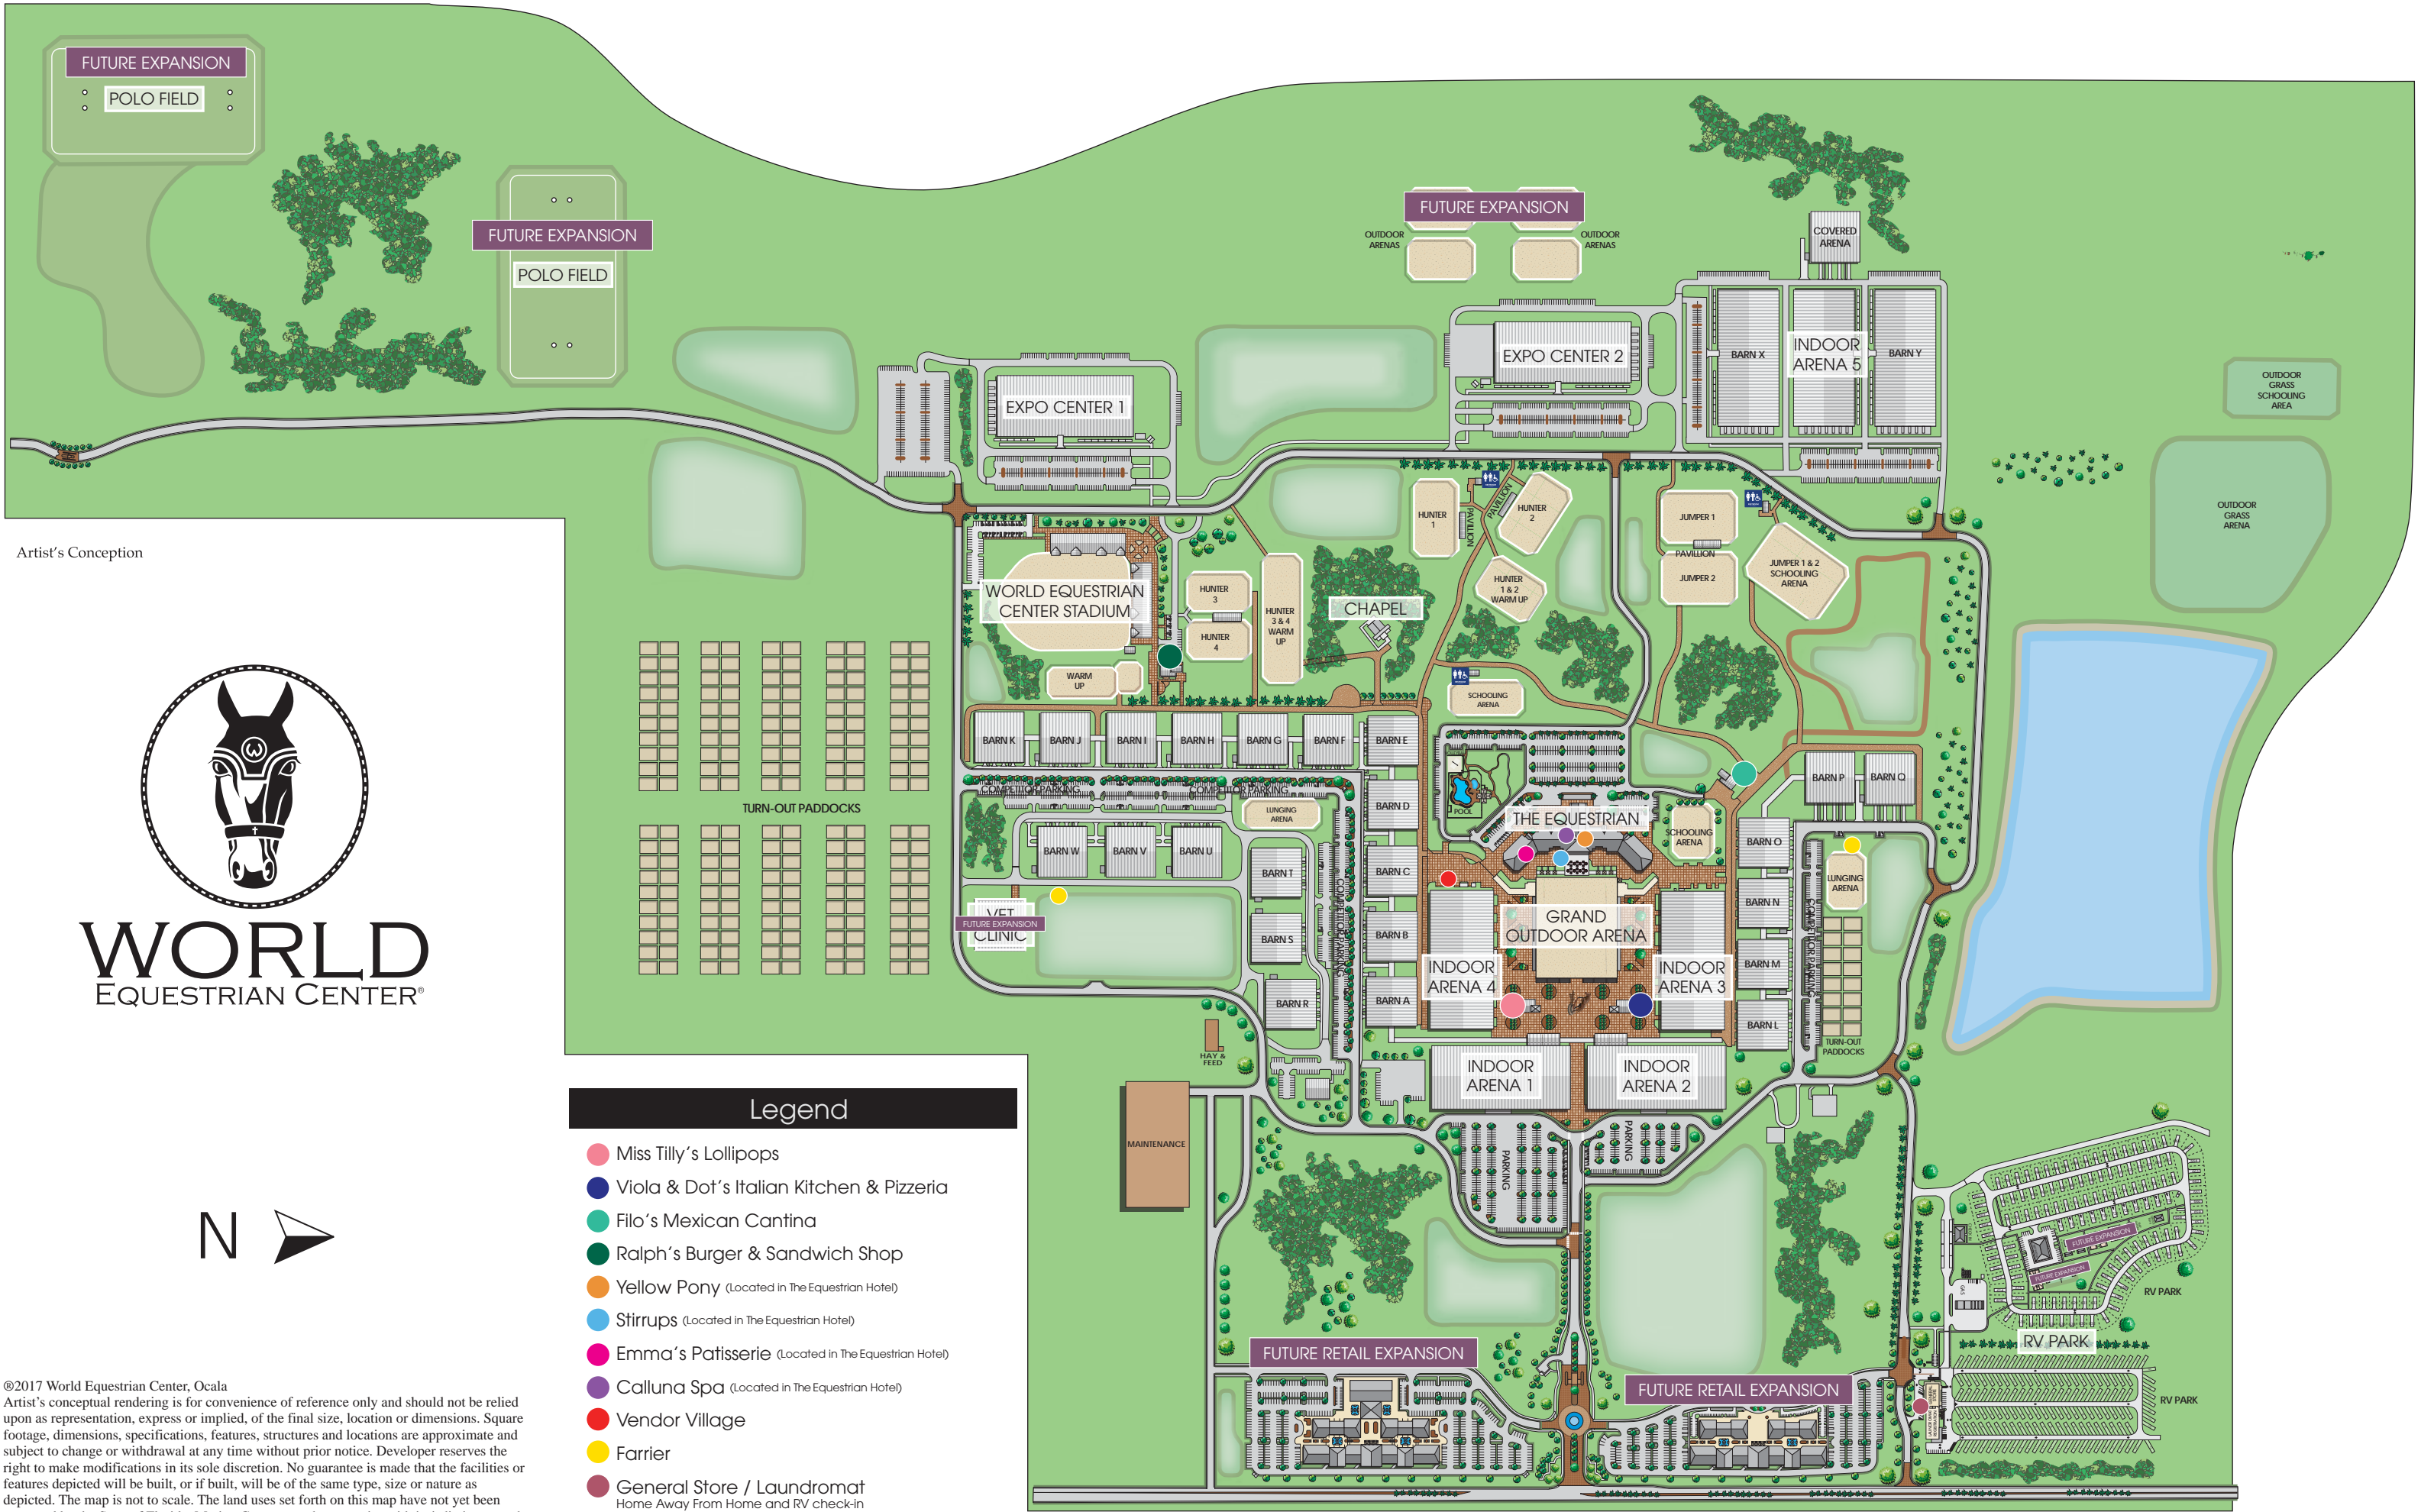 FUTURE EXPANSION
POLO FIELD
FUTURE EXPANSION
POLO FIELD
FUTURE EXPANSION
OUTDOOR
ARENAS
OUTDOOR
ARENAS
COVERED
ARENA
EXPO CENTER 1
EXPO CENTER 2
BARN X
INDOOR
ARENA 5
BARN Y
OUTDOOR
GRASS
SCHOOLING
AREA
OUTDOOR
GRASS
ARENA
Artist's Conception
WORLD EQUESTRIAN
CENTER STADIUM
WARM
UP
HUNTER
3
HUNTER
4
HUNTER
3 & 4
WARM
UP
CHAPEL
HUNTER
1
PAVILLION
PAVILLION
HUNTER
2
HUNTER
1 & 2
WARM UP
JUMPER 1
PAVILLION
JUMPER 2
JUMPER 1 & 2
SCHOOLING
ARENA
SCHOOLING
ARENA
TURN-OUT PADDOCKS
BARN K
BARN J
BARN I
BARN H
BARN G
BARN F
BARN E
COMPETITOR PARKING
COMPETITOR PARKING
LUNGING
ARENA
BARN D
BARN W
BARN V
BARN U
BARN T
BARN C
BARN S
BARN B
BARN R
BARN A
COMPETITOR PARKING
VET
FUTURE EXPANSION
CLINIC
POOL
THE EQUESTRIAN
SCHOOLING
ARENA
GRAND
OUTDOOR ARENA
INDOOR
ARENA 4
INDOOR
ARENA 3
INDOOR
ARENA 1
INDOOR
ARENA 2
BARN P
BARN Q
BARN O
BARN N
BARN M
BARN L
LUNGING
ARENA
COMPETITOR PARKING
TURN-OUT
PADDOCKS
HAY &
FEED
MAINTENANCE
PARKING
PARKING
FUTURE EXPANSION
FUTURE EXPANSION
GAS
RV PARK
RV PARK
RV PARK
FUTURE RETAIL EXPANSION
FUTURE RETAIL EXPANSION
WORLD
EQUESTRIAN CENTER®
N
Legend
Miss Tilly's Lollipops
Viola & Dot's Italian Kitchen & Pizzeria
Filo's Mexican Cantina
Ralph's Burger & Sandwich Shop
Yellow Pony (Located in The Equestrian Hotel)
Stirrups (Located in The Equestrian Hotel)
Emma's Patisserie (Located in The Equestrian Hotel)
Calluna Spa (Located in The Equestrian Hotel)
Vendor Village
Farrier
General Store / Laundromat
Home Away From Home and RV check-in
®2017 World Equestrian Center, Ocala
Artist's conceptual rendering is for convenience of reference only and should not be relied
upon as representation, express or implied, of the final size, location or dimensions. Square
footage, dimensions, specifications, features, structures and locations are approximate and
subject to change or withdrawal at any time without prior notice. Developer reserves the
right to make modifications in its sole discretion. No guarantee is made that the facilities or
features depicted will be built, or if built, will be of the same type, size or nature as
depicted. The map is not to scale. The land uses set forth on this map have not yet been